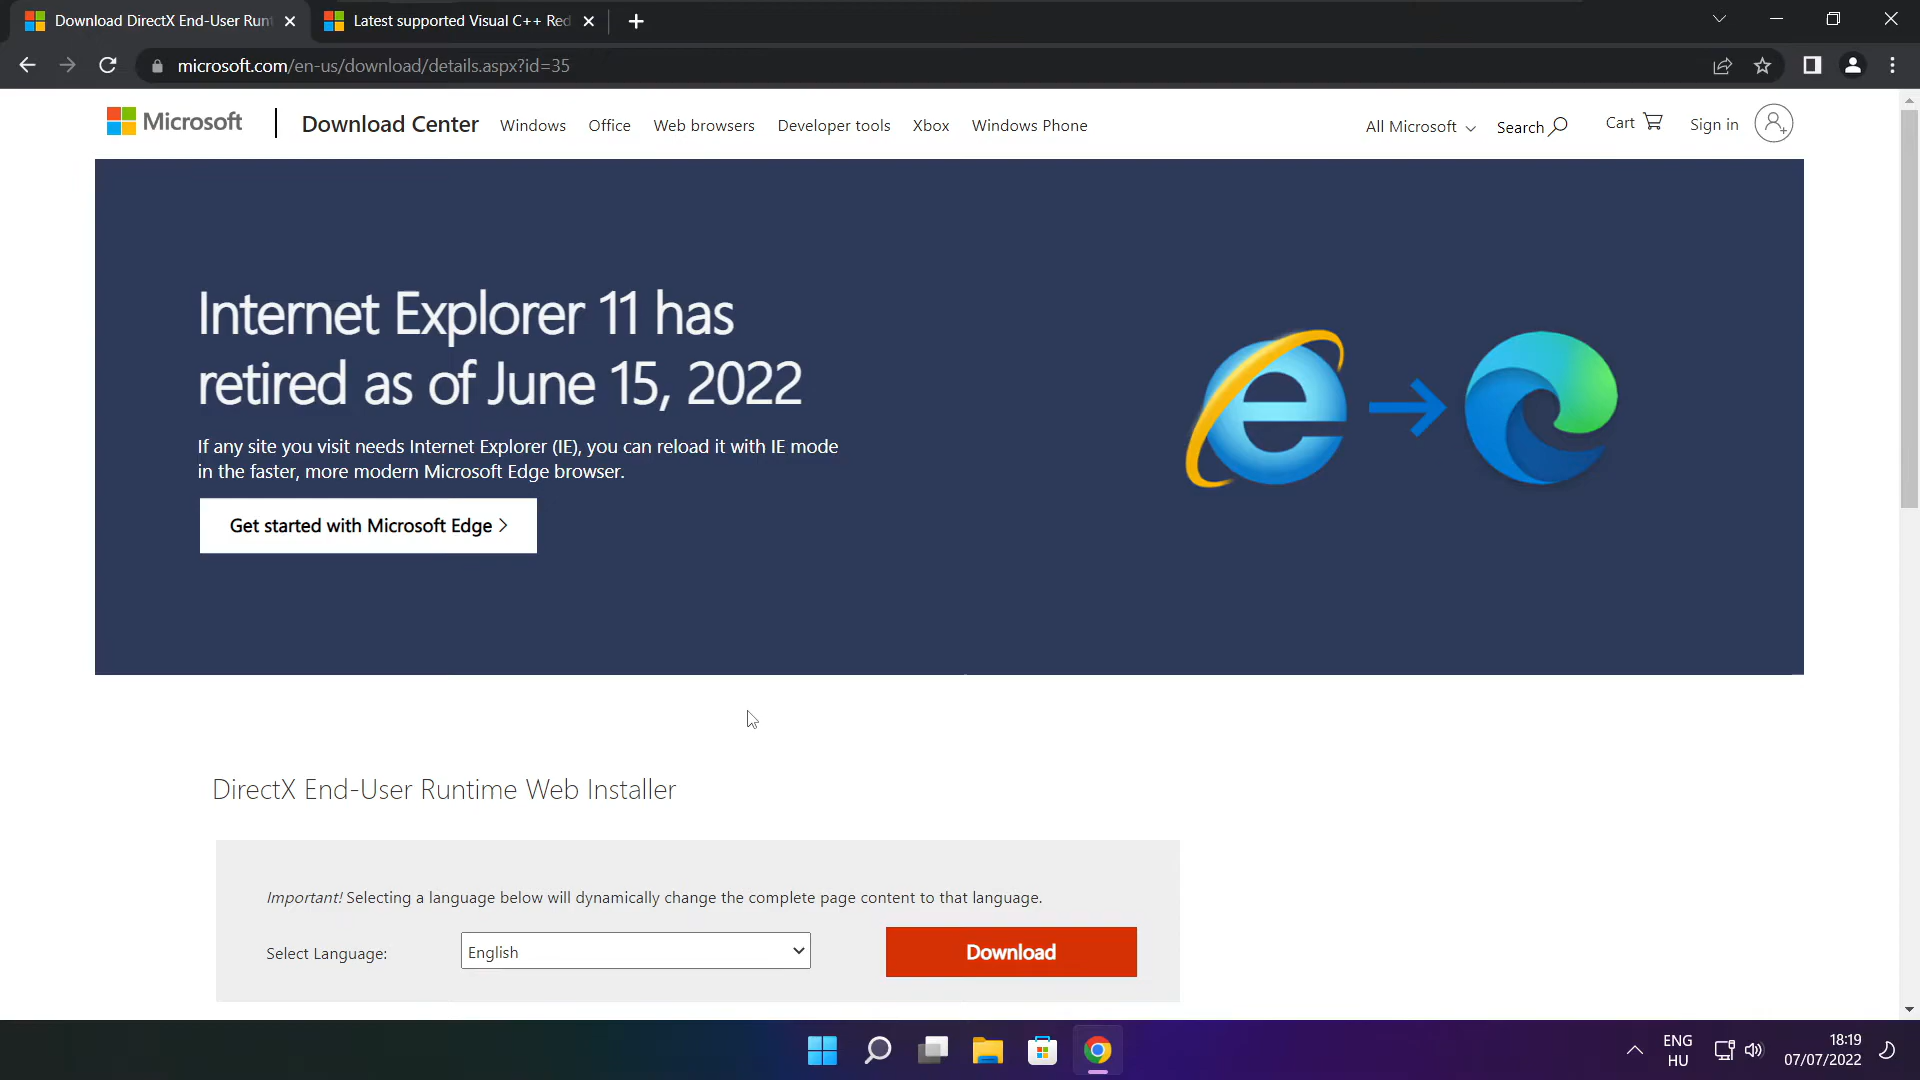 Download DirectX End-User Run
Latest supported Visual C++ Red
microsoft.com/en-us/download/details.aspx?id=35
Microsoft
Download Center
Windows
Office
Web browsers
Developer tools
Xbox
Windows Phone
All Microsoft
Search
Cart
Sign in
Internet Explorer 11 has
retired as of June 15, 2022
If any site you visit needs Internet Explorer (IE), you can reload it with IE mode
in the faster, more modern Microsoft Edge browser.
Get started with Microsoft Edge >
DirectX End-User Runtime Web Installer
Important! Selecting a language below will dynamically change the complete page content to that language.
Select Language:
English
Download
ENG
HU
18:19
07/07/2022